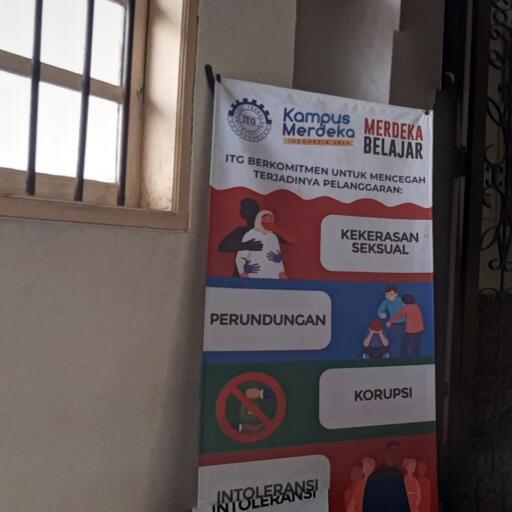 ITG
Kampus
Merdeka
INDONESIA JAYA
MERDEKA
BELAJAR
ITG BERKOMITMEN UNTUK MENCEGAH
TERJADINYA PELANGGARAN:
KEKERASAN
SEKSUAL
PERUNDUNGAN
KORUPSI
INTOLERANSI
INTOLERANSI